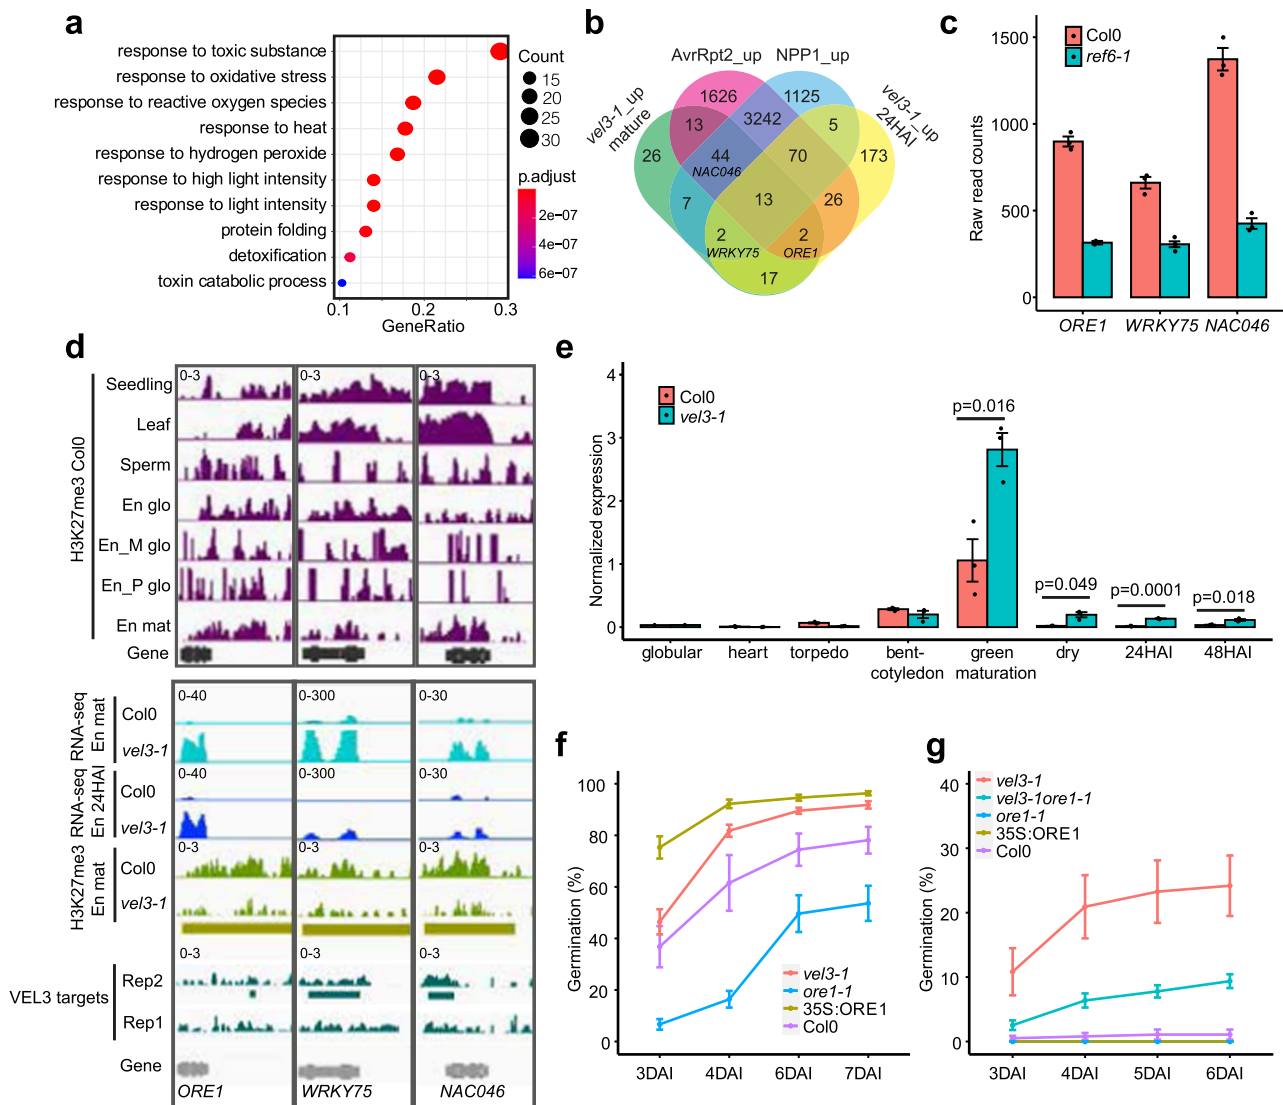 a
response to toxic substance
response to oxidative stress
response to reactive oxygen species
response to heat
response to hydrogen peroxide
response to high light intensity
response to light intensity
protein folding
detoxification
toxin catabolic process
0.1 0.2 0.3
GeneRatio
Count
15
20
25
30
p.adjust
2e-07
4e-07
6e-07
b
AvrRpt2_up
NPP1_up
vel3-1_up
mature
vel3-1_up
24HAI
1626
1125
13
3242
5
26
44
NAC046
70
173
7
13
26
2
WRKY75
2
ORE1
17
c
Col0
ref6-1
Raw read counts
1500
1000
500
0
ORE1 WRKY75 NAC046
d
H3K27me3 Col0
0-3 0-3 0-3
Seedling
Leaf
Sperm
En glo
En_M glo
En_P glo
En mat
Gene
RNA-seq
En mat
0-40 0-300 0-30
Col0
vel3-1
RNA-seq
En 24HAI
0-40 0-300 0-30
Col0
vel3-1
H3K27me3
En mat
0-3 0-3 0-3
Col0
vel3-1
VEL3 targets
0-3 0-3 0-3
Rep2
Rep1
Gene
ORE1 WRKY75 NAC046
e
Normalized expression
4
3
2
1
0
Col0
vel3-1
p=0.016
p=0.049
p=0.0001
p=0.018
globular heart torpedo bent-cotyledon green maturation dry 24HAI 48HAI
f
Germination (%)
100
80
60
40
20
0
vel3-1
ore1-1
35S:ORE1
Col0
3DAI 4DAI 6DAI 7DAI
g
Germination (%)
40
30
20
10
0
vel3-1
vel3-1ore1-1
ore1-1
35S:ORE1
Col0
3DAI 4DAI 5DAI 6DAI